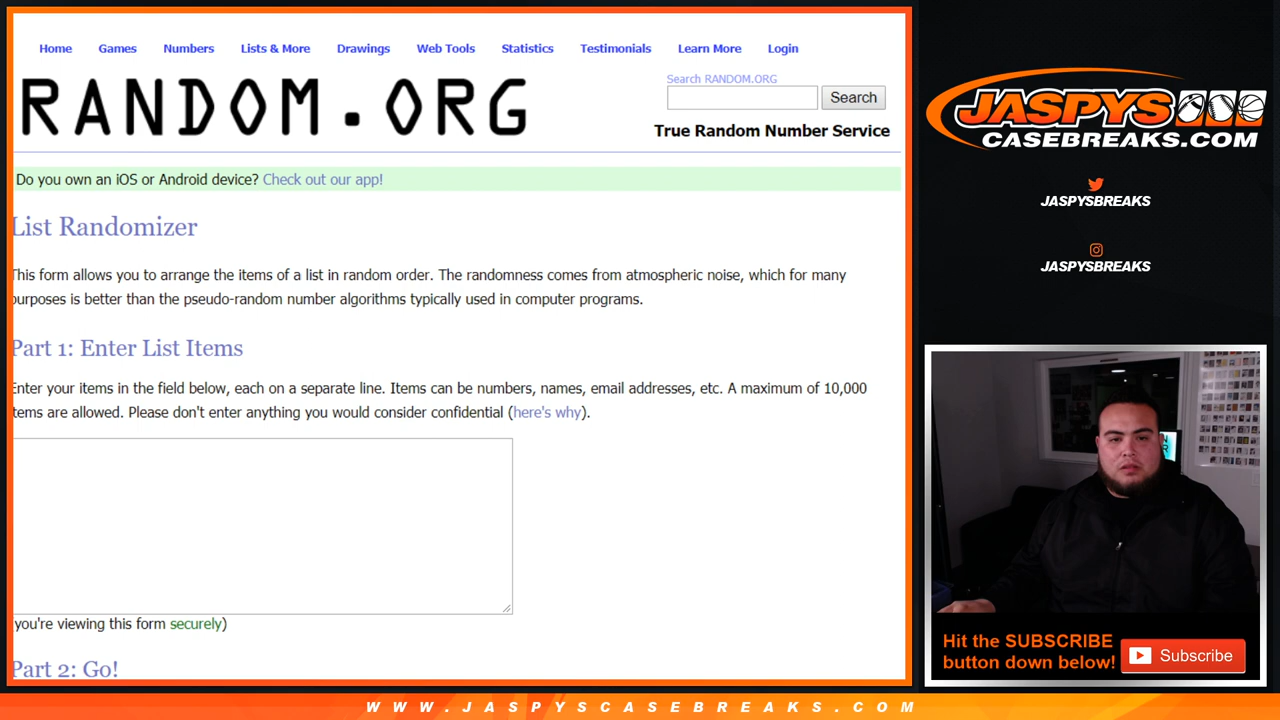 Home Games Numbers Lists & More Drawings Web Tools Statistics Testimonials Learn More Login
RANDOM.ORG
Search RANDOM.ORG
Search
True Random Number Service
Do you own an iOS or Android device? Check out our app!
List Randomizer
This form allows you to arrange the items of a list in random order. The randomness comes from atmospheric noise, which for many
purposes is better than the pseudo-random number algorithms typically used in computer programs.
Part 1: Enter List Items
Enter your items in the field below, each on a separate line. Items can be numbers, names, email addresses, etc. A maximum of 10,000
items are allowed. Please don't enter anything you would consider confidential (here's why).
you're viewing this form securely)
Part 2: Go!
JASPYS
CASEBREAKS.COM
JASPYSBREAKS
JASPYSBREAKS
Hit the SUBSCRIBE
button down below!
Subscribe
WWW.JASPYSCASEBREAKS.COM